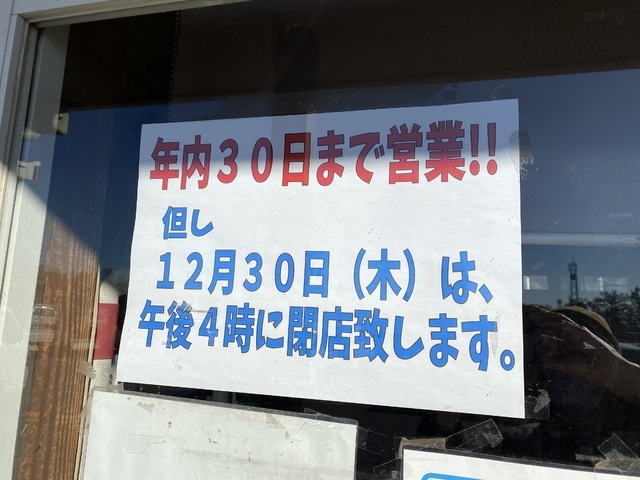 年内３０日まで営業!!
但し
１２月３０日（木）は、
午後４時に閉店致します。